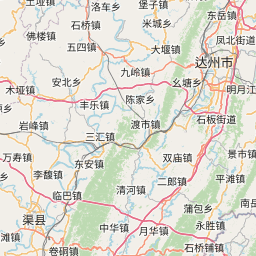 土垭镇
洛车乡
堡子镇
东岳镇
佛楼镇
石桥镇
米城乡
凤北街道
五四镇
大堰镇
达州市
九岭镇
安北乡
幺塘乡
木垭镇
明月江
陈家乡
丰乐镇
石板街道
岩峰镇
渡市镇
三汇镇
万寿镇
东安镇
双庙镇
景市镇
李馥镇
平滩镇
临巴镇
清河镇
二郎镇
渠县
蒲包乡
中华镇
月华镇
永胜镇
卷硐镇
石桥铺镇